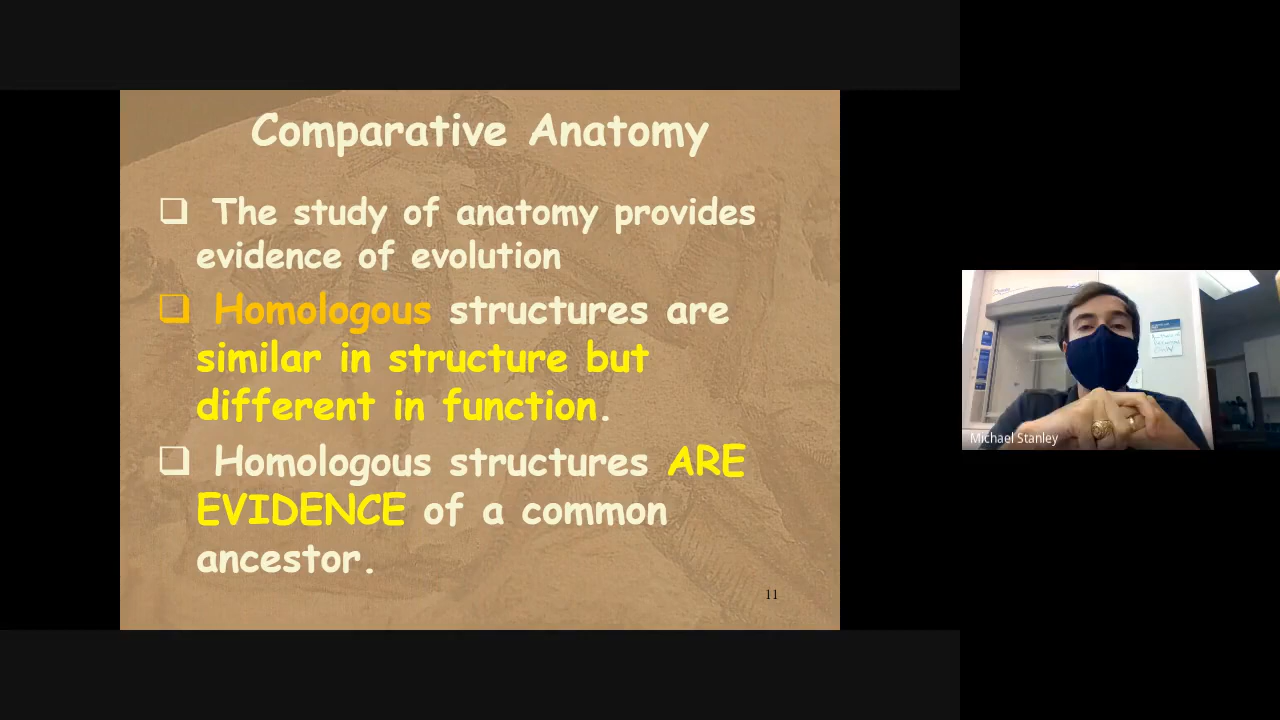 Comparative Anatomy
❑ The study of anatomy provides
evidence of evolution
❑ Homologous structures are
similar in structure but
different in function.
❑ Homologous structures ARE
EVIDENCE of a common
ancestor.
11
Michael Stanley